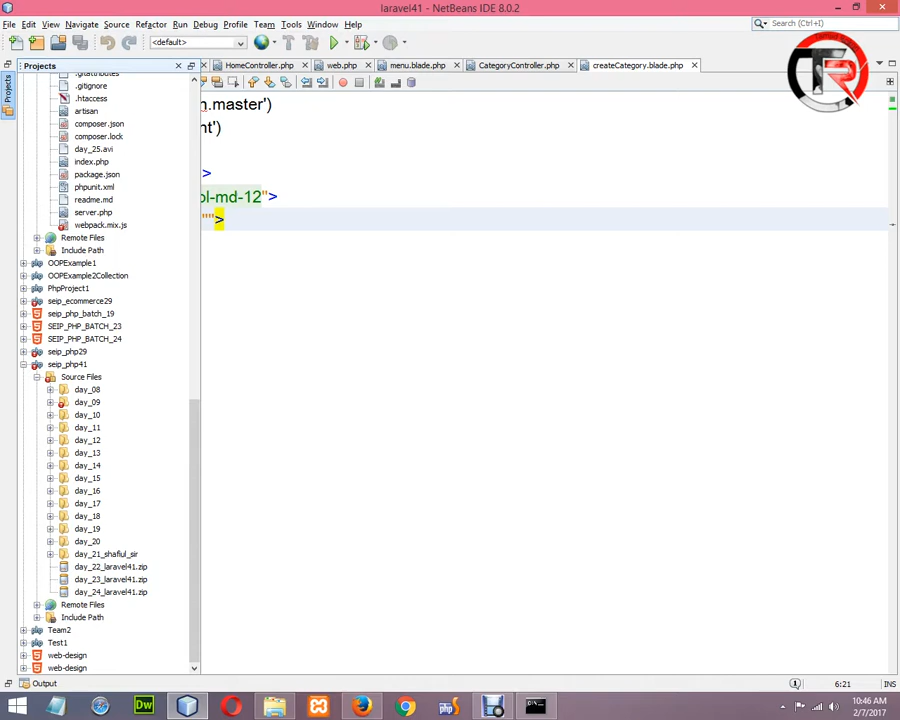 laravel41 - NetBeans IDE 8.0.2
File Edit View Navigate Source Refactor Run Debug Profile Team Tools Window Help
Search (Ctrl+I)
<default>
Projects
HomeController.php web.php menu.blade.php CategoryController.php createCategory.blade.php
Projects
.gitattributes
.gitignore
.htaccess
artisan
composer.json
composer.lock
day_25.avi
index.php
package.json
phpunit.xml
readme.md
server.php
webpack.mix.js
Remote Files
Include Path
OOPExample1
OOPExample2Collection
PhpProject1
seip_ecommerce29
seip_php_batch_19
SEIP_PHP_BATCH_23
SEIP_PHP_BATCH_24
seip_php29
seip_php41
Source Files
day_08
day_09
day_10
day_11
day_12
day_13
day_14
day_15
day_16
day_17
day_18
day_19
day_20
day_21_shafiul_sir
day_22_laravel41.zip
day_23_laravel41.zip
day_24_laravel41.zip
Remote Files
Include Path
Team2
Test1
web-design
web-design
n.master')
nt')
>
ol-md-12">
"">
Output
6:21 INS
Dw
10:46 AM
2/7/2017